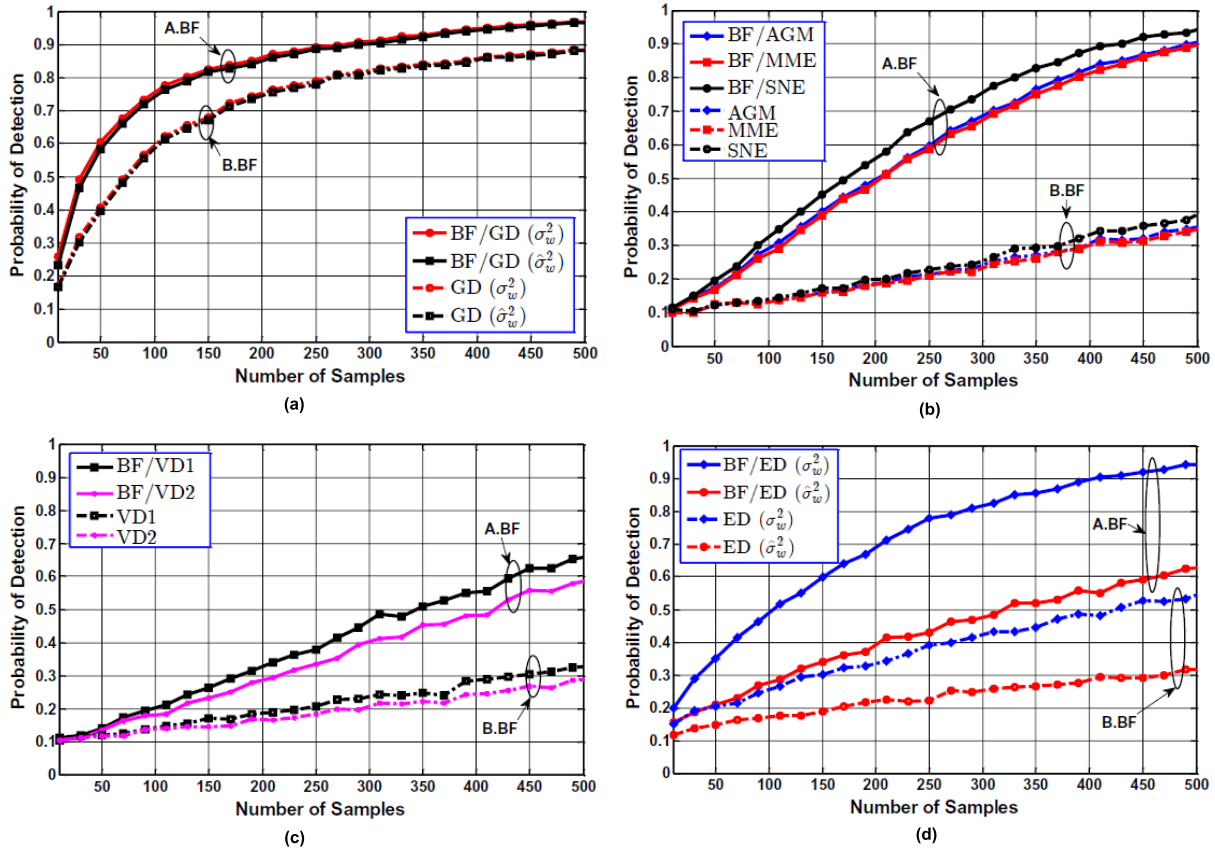 Probability of Detection
1
0.9
0.8
0.7
0.6
0.5
0.4
0.3
0.2
0.1
0
A.BF
B.BF
BF/GD (σ²_w)
BF/GD (σ̂²_w)
GD (σ²_w)
GD (σ̂²_w)
50 100 150 200 250 300 350 400 450 500
Number of Samples
(a)
Probability of Detection
1
0.9
0.8
0.7
0.6
0.5
0.4
0.3
0.2
0.1
0
BF/AGM
BF/MME
BF/SNE
AGM
MME
SNE
A.BF
B.BF
50 100 150 200 250 300 350 400 450 500
Number of Samples
(b)
Probability of Detection
1
0.9
0.8
0.7
0.6
0.5
0.4
0.3
0.2
0.1
0
BF/VD1
BF/VD2
VD1
VD2
A.BF
B.BF
50 100 150 200 250 300 350 400 450 500
Number of Samples
(c)
Probability of Detection
1
0.9
0.8
0.7
0.6
0.5
0.4
0.3
0.2
0.1
0
BF/ED (σ²_w)
BF/ED (σ̂²_w)
ED (σ²_w)
ED (σ̂²_w)
A.BF
B.BF
50 100 150 200 250 300 350 400 450 500
Number of Samples
(d)